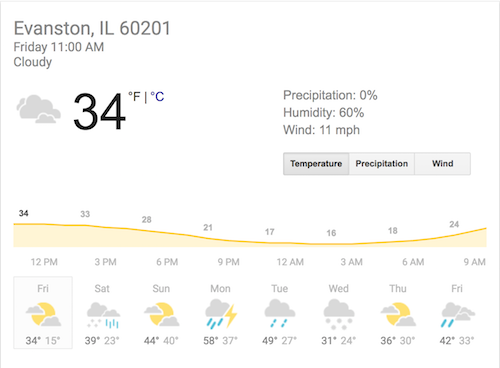 Evanston, IL 60201
Friday 11:00 AM
Cloudy
34 °F | °C
Precipitation: 0%
Humidity: 60%
Wind: 11 mph
Temperature Precipitation Wind
34 33 28 21 17 16 18 24
12 PM 3 PM 6 PM 9 PM 12 AM 3 AM 6 AM 9 AM
Fri Sat Sun Mon Tue Wed Thu Fri
34° 15° 39° 23° 44° 40° 58° 37° 49° 27° 31° 24° 36° 30° 42° 33°